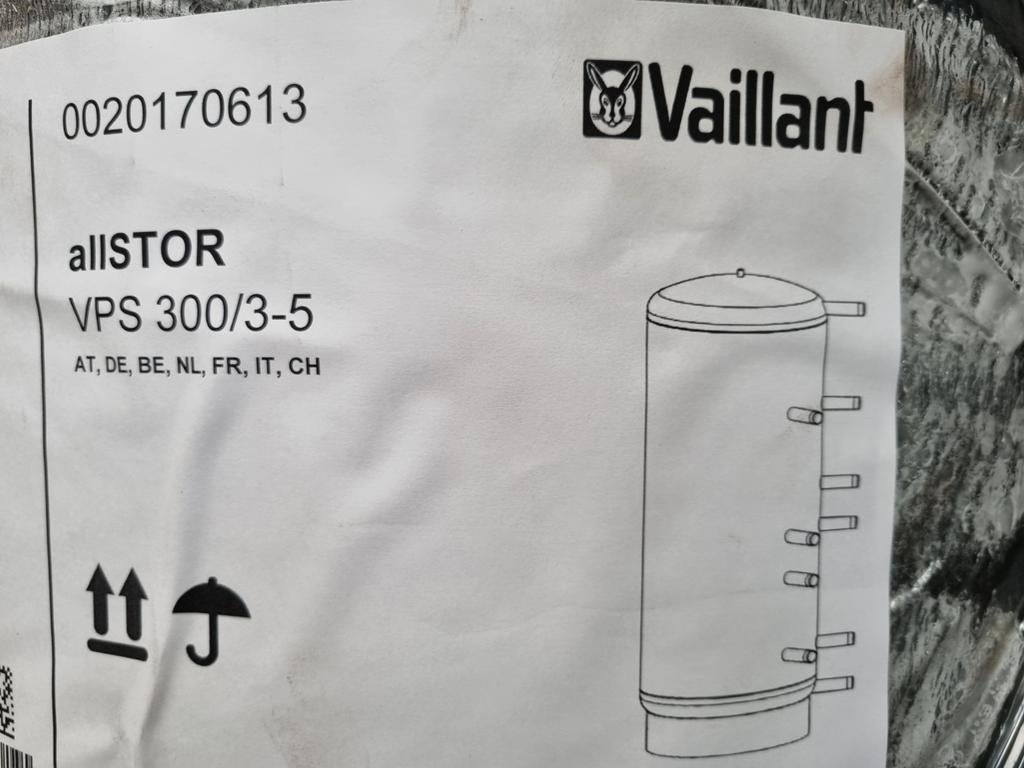 0020170613
Vaillant
allSTOR
VPS 300/3-5
AT, DE, BE, NL, FR, IT, CH